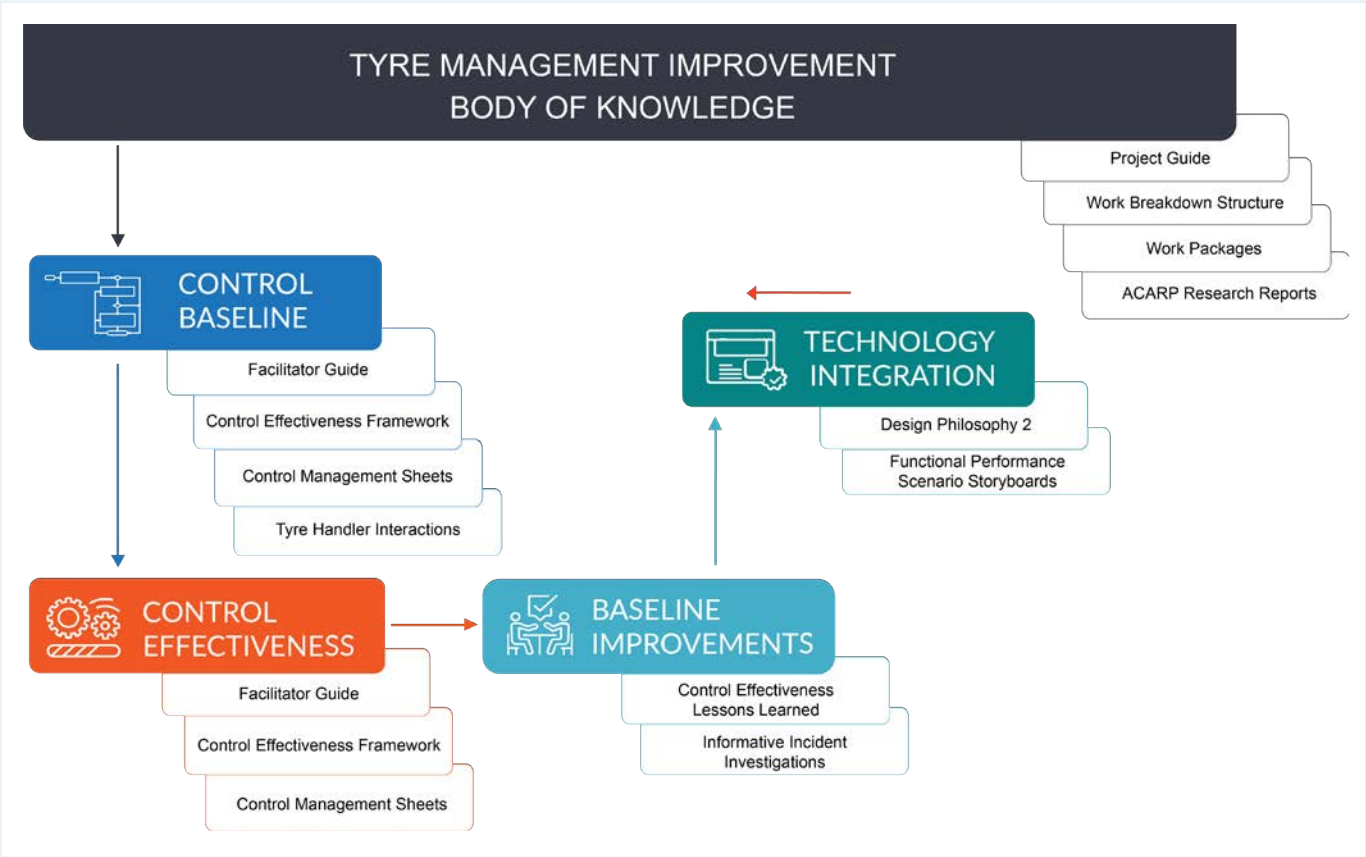 TYRE MANAGEMENT IMPROVEMENT
BODY OF KNOWLEDGE
Project Guide
Work Breakdown Structure
Work Packages
ACARP Research Reports
CONTROL
BASELINE
Facilitator Guide
Control Effectiveness Framework
Control Management Sheets
Tyre Handler Interactions
TECHNOLOGY
INTEGRATION
Design Philosophy 2
Functional Performance
Scenario Storyboards
CONTROL
EFFECTIVENESS
Facilitator Guide
Control Effectiveness Framework
Control Management Sheets
BASELINE
IMPROVEMENTS
Control Effectiveness
Lessons Learned
Informative Incident
Investigations